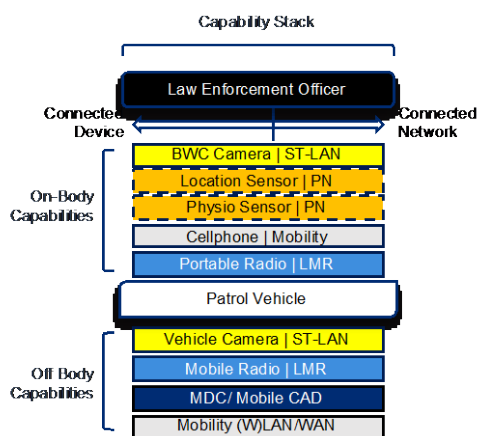 Capability Stack
Law Enforcement Officer
Connected
Device
Connected
Network
BWC Camera | ST-LAN
Location Sensor | PN
Physio Sensor | PN
On-Body
Capabilities
Cellphone | Mobility
Portable Radio | LMR
Patrol Vehicle
Vehicle Camera | ST-LAN
Mobile Radio | LMR
Off Body
Capabilities
MDC/ Mobile CAD
Mobility (W)LAN/WAN